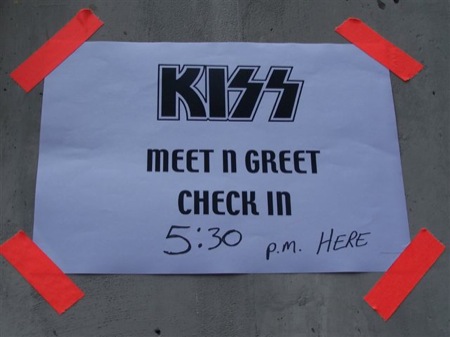 KISS
MEET N GREET
CHECK IN
5:30 p.m. HERE